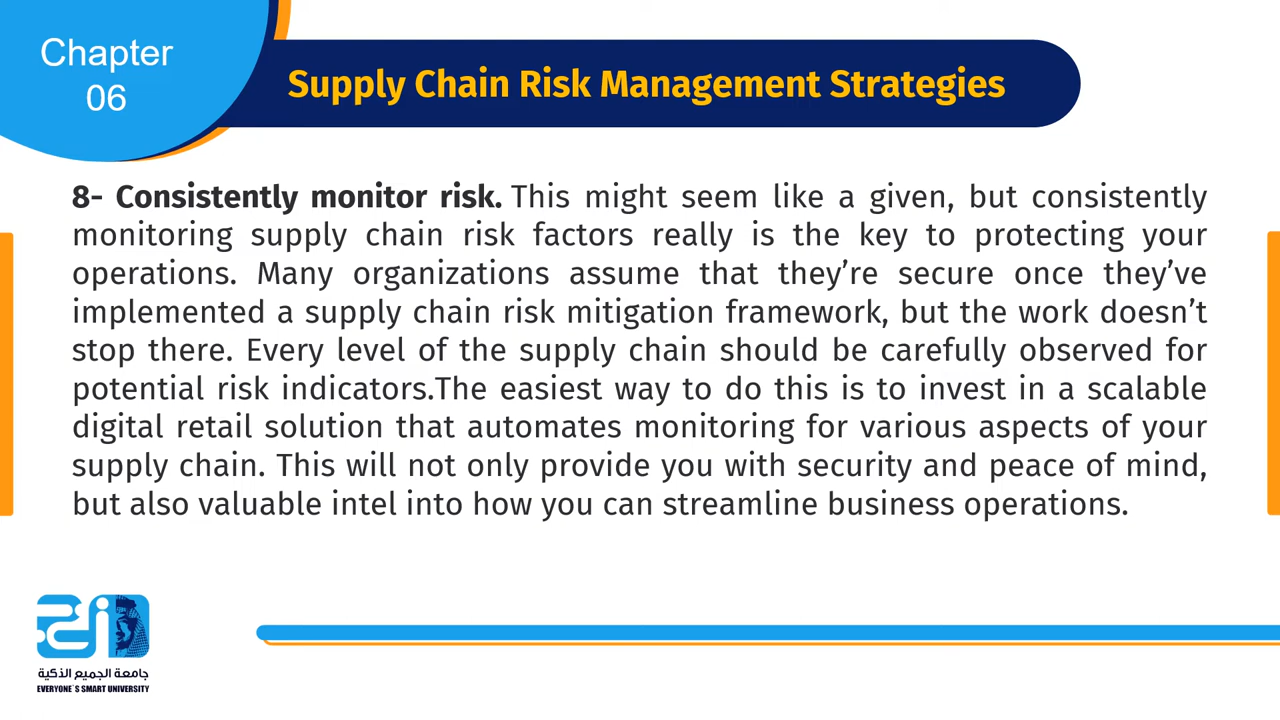 Chapter
06
Supply Chain Risk Management Strategies
8- Consistently monitor risk. This might seem like a given, but consistently
monitoring supply chain risk factors really is the key to protecting your
operations. Many organizations assume that they’re secure once they’ve
implemented a supply chain risk mitigation framework, but the work doesn’t
stop there. Every level of the supply chain should be carefully observed for
potential risk indicators.The easiest way to do this is to invest in a scalable
digital retail solution that automates monitoring for various aspects of your
supply chain. This will not only provide you with security and peace of mind,
but also valuable intel into how you can streamline business operations.
جامعة الجميع الذكية
EVERYONE`S SMART UNIVERSITY